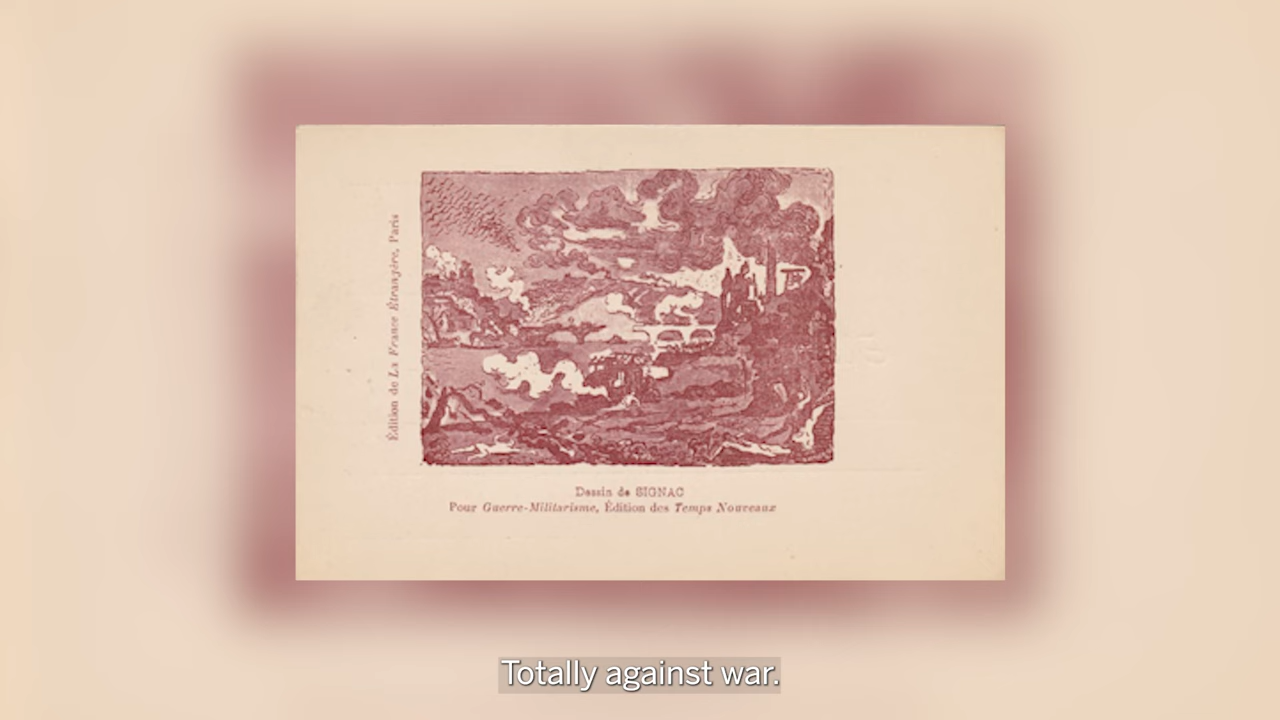 Édition de La France Étrangère, Paris
Dessin de SIGNAC
Pour Guerre-Militarisme, Édition des Temps Nouveaux
Totally against war.